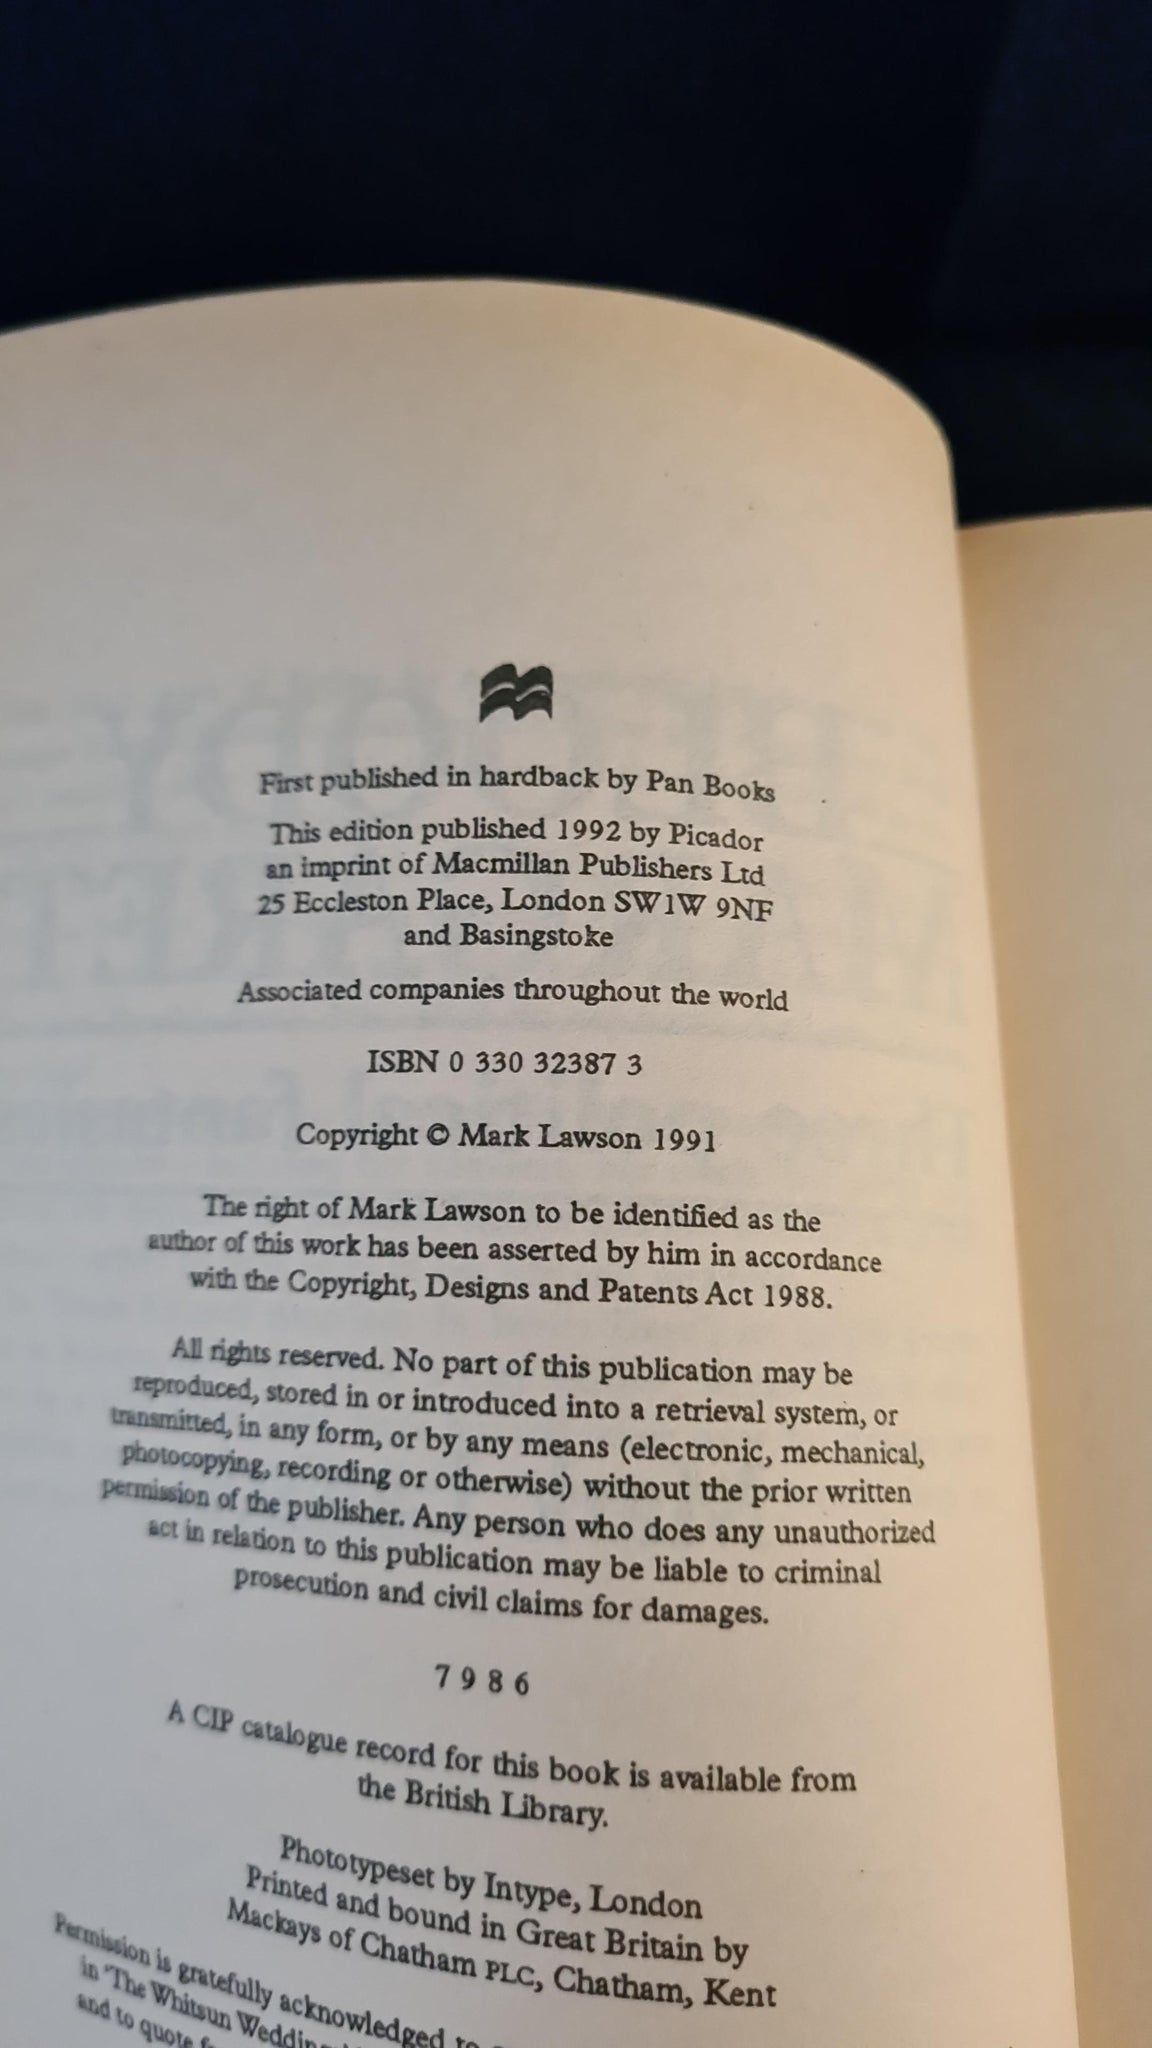 First published in hardback by Pan Books
This edition published 1992 by Picador
an imprint of Macmillan Publishers Ltd
25 Eccleston Place, London SW1W 9NF
and Basingstoke
Associated companies throughout the world
ISBN 0 330 32387 3
Copyright © Mark Lawson 1991
The right of Mark Lawson to be identified as the
author of this work has been asserted by him in accordance
with the Copyright, Designs and Patents Act 1988.
All rights reserved. No part of this publication may be
reproduced, stored in or introduced into a retrieval system, or
transmitted, in any form, or by any means (electronic, mechanical,
photocopying, recording or otherwise) without the prior written
permission of the publisher. Any person who does any unauthorized
act in relation to this publication may be liable to criminal
prosecution and civil claims for damages.
7 9 8 6
A CIP catalogue record for this book is available from
the British Library.
Phototypeset by Intype, London
Printed and bound in Great Britain by
Mackays of Chatham PLC, Chatham, Kent
Permission is gratefully acknowledged to
in 'The Whitsun
and to quote